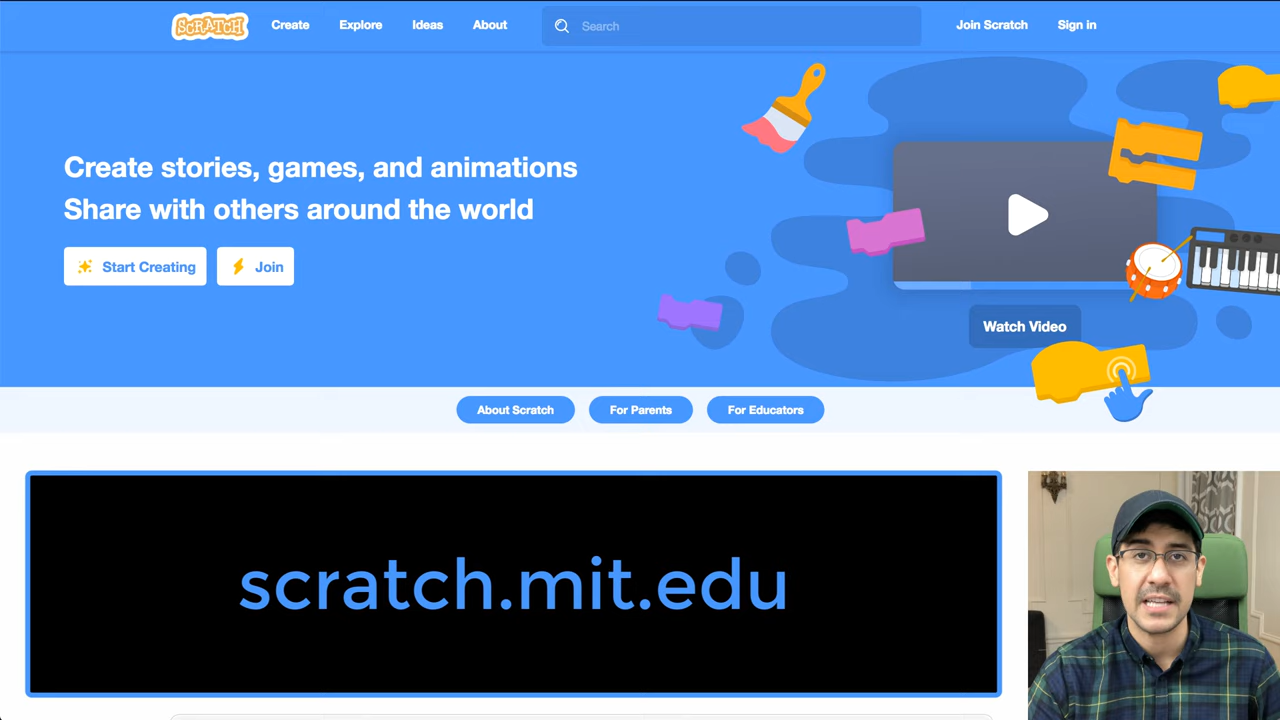 SCRATCH
Create
Explore
Ideas
About
Search
Join Scratch
Sign in
Create stories, games, and animations
Share with others around the world
Start Creating
Join
Watch Video
About Scratch
For Parents
For Educators
scratch.mit.edu